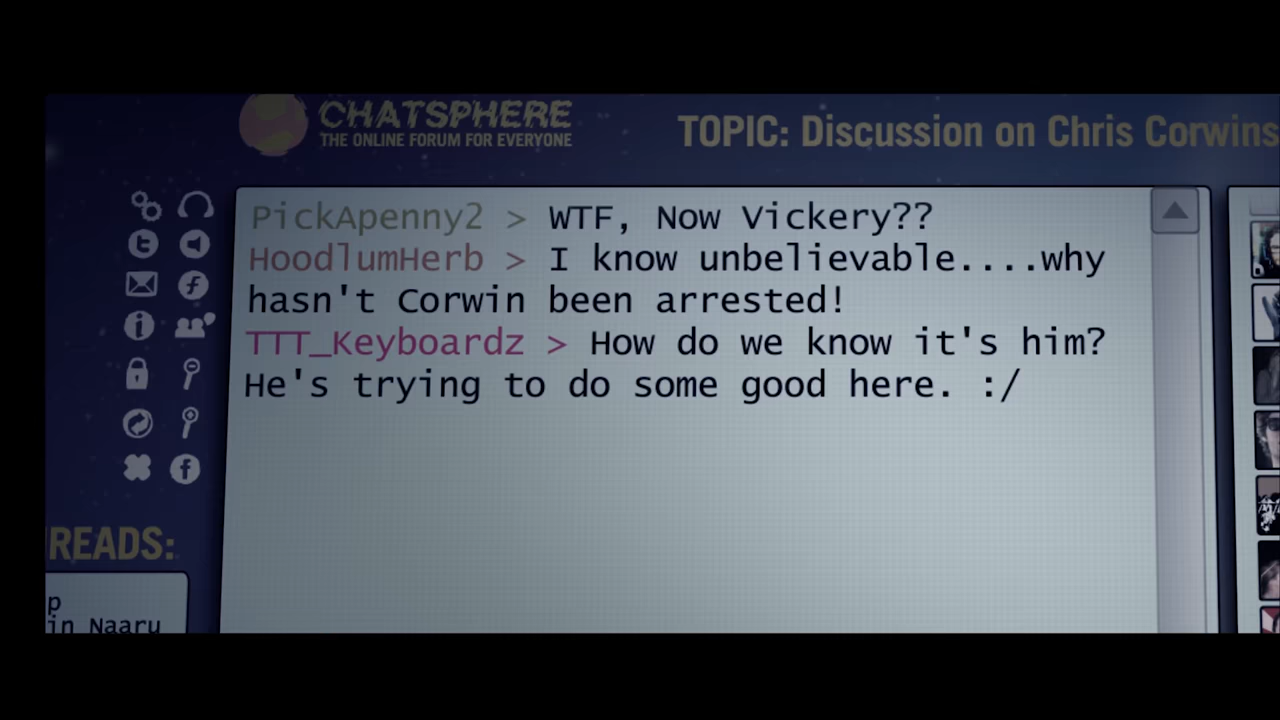 CHATSPHERE
THE ONLINE FORUM FOR EVERYONE
TOPIC: Discussion on Chris Corwins
PickApenny2 > WTF, Now Vickery??
HoodlumHerb > I know unbelievable....why
hasn't Corwin been arrested!
TTT_Keyboardz > How do we know it's him?
He's trying to do some good here. :/
READS:
p
in Naaru